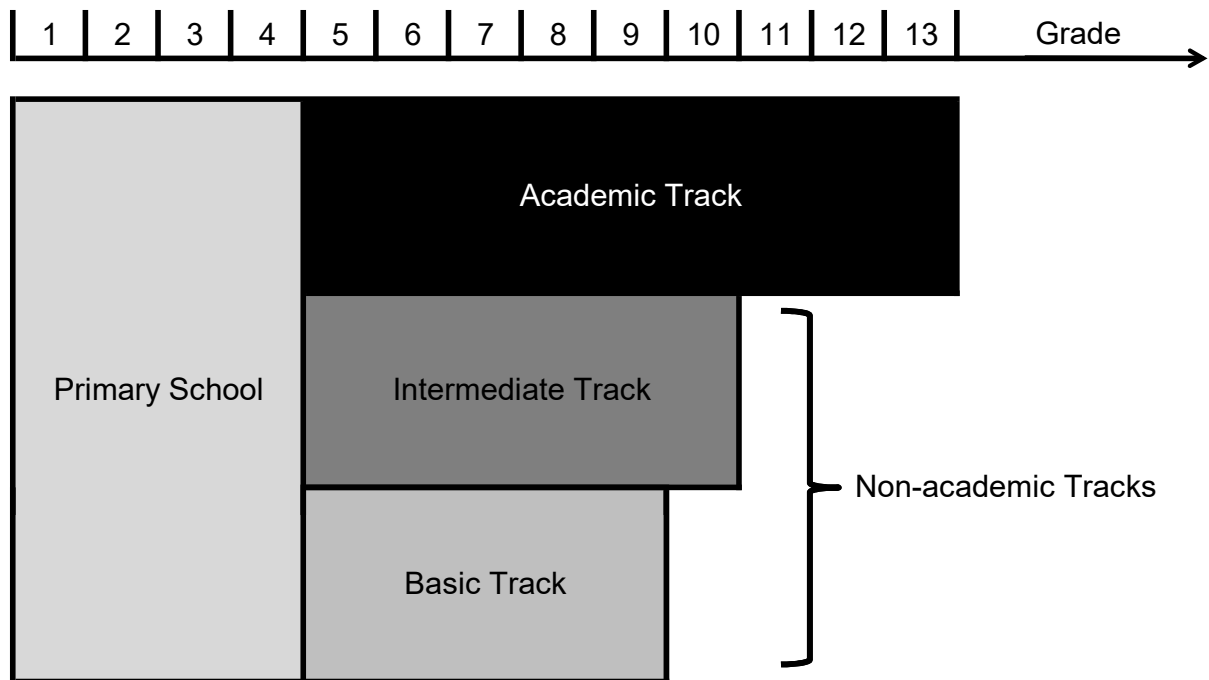 1 2 3 4 5 6 7 8 9 10 11 12 13 Grade
Academic Track
Primary School
Intermediate Track
Non-academic Tracks
Basic Track